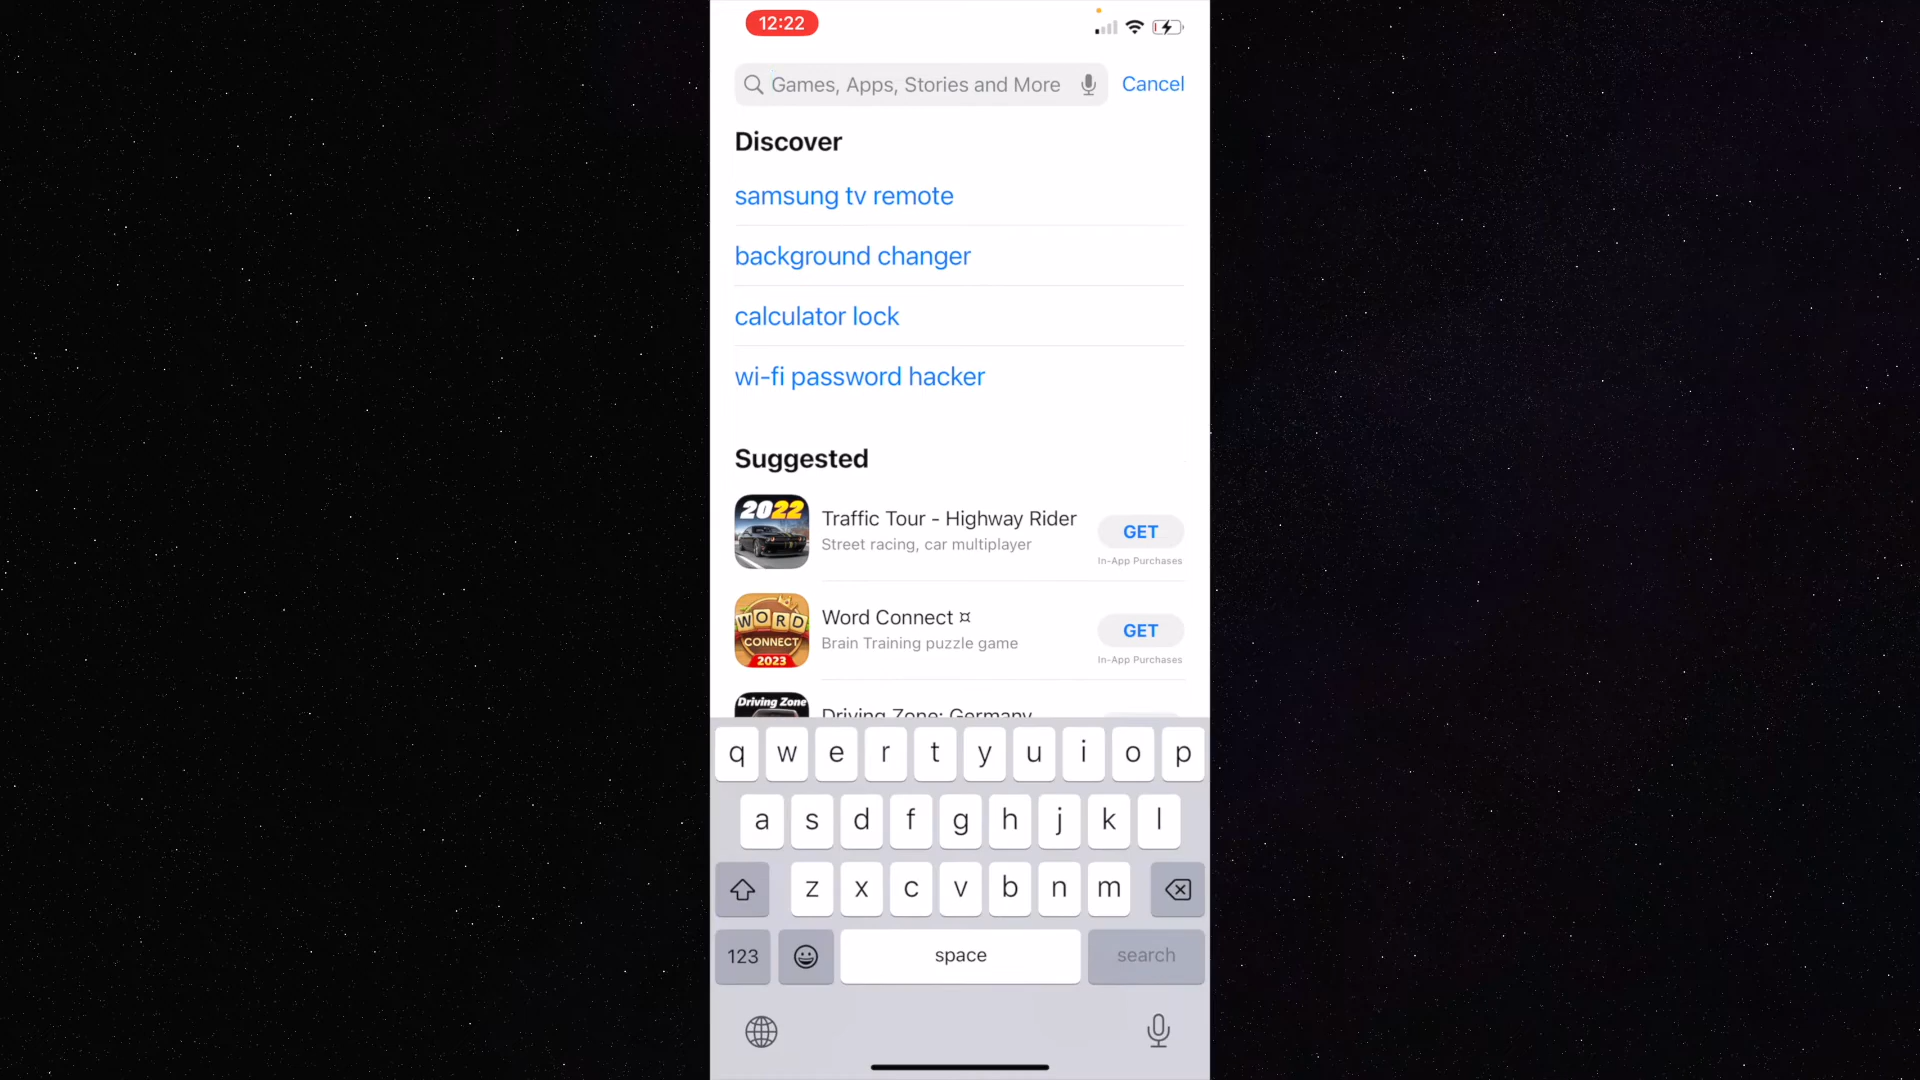 12:22
Games, Apps, Stories and More
Cancel
Discover
samsung tv remote
background changer
calculator lock
wi-fi password hacker
Suggested
2022
Traffic Tour - Highway Rider
Street racing, car multiplayer
GET
In-App Purchases
WORD
CONNECT
2023
Word Connect ¤
Brain Training puzzle game
GET
In-App Purchases
Driving Zone
Driving Zone: Germany
q w e r t y u i o p
a s d f g h j k l
z x c v b n m
123 space search